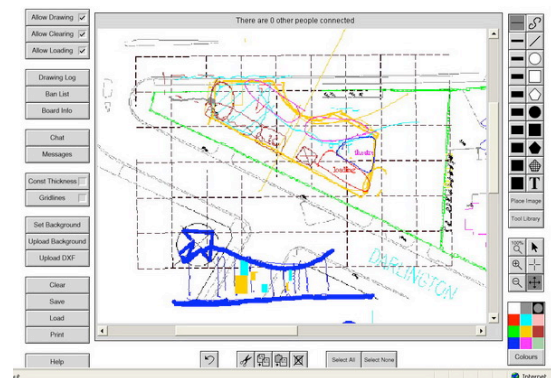 There are 0 other people connected
Allow Drawing
Allow Clearing
Allow Loading
Drawing Log
Ban List
Board Info
Chat
Messages
Const Thickness
Gridlines
Set Background
Upload Background
Upload DXF
Clear
Save
Load
Print
Help
loading
DARLINGTON
Select All
Select None
T
Place Image
Tool Library
100%
Colours
Internet